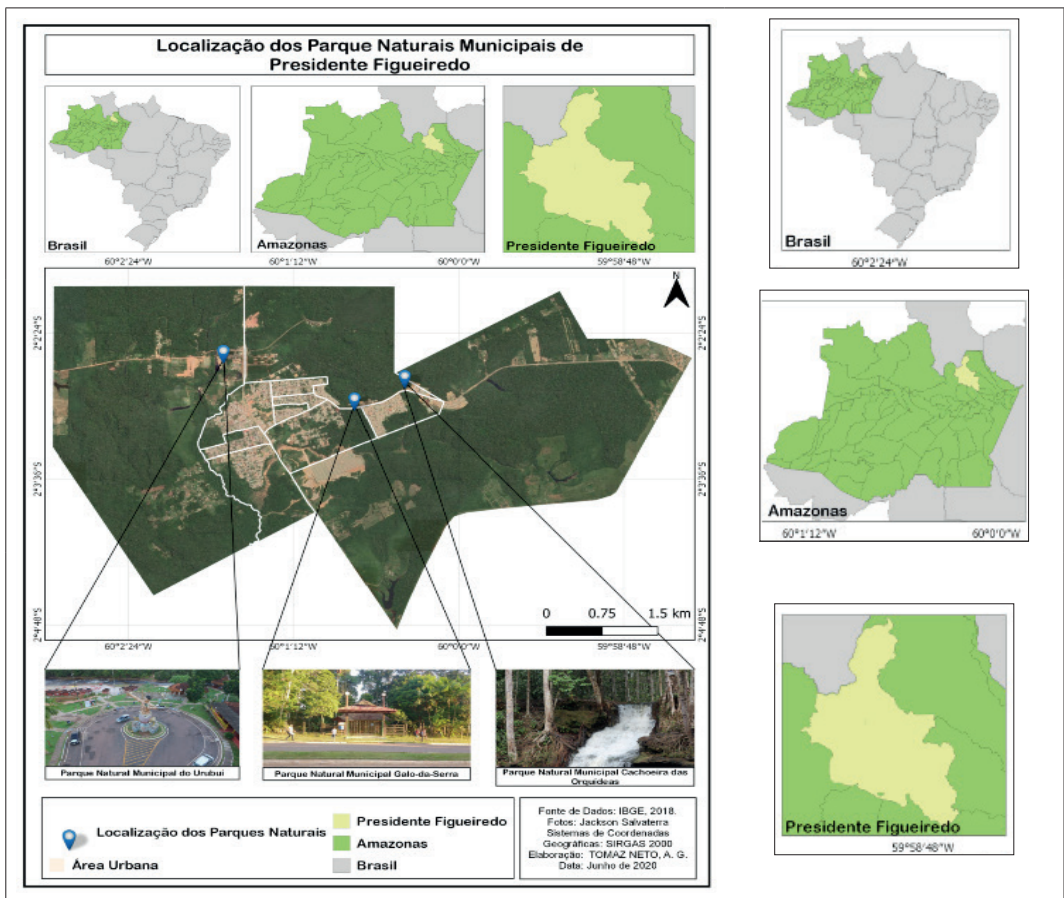 Localização dos Parque Naturais Municipais de
Presidente Figueiredo
Brasil
Amazonas
Presidente Figueiredo
60°2'24"W
60°1'12"W
60°0'0"W
59°58'48"W
N
2°2'24"S
2°3'36"S
2°4'48"S
2°2'24"S
2°3'36"S
2°4'48"S
0 0.75 1.5 km
60°2'24"W
60°1'12"W
60°0'0"W
59°58'48"W
Parque Natural Municipal do Urubuí
Parque Natural Municipal Galo-da-Serra
Parque Natural Municipal Cachoeira das
Orquídeas
Localização dos Parques Naturais
Área Urbana
Presidente Figueiredo
Amazonas
Brasil
Fonte de Dados: IBGE, 2018.
Fotos: Jackson Salvaterra
Sistemas de Coordenadas
Geográficas: SIRGAS 2000
Elaboração: TOMAZ NETO, A. G.
Data: Junho de 2020
Brasil
60°2'24"W
Amazonas
60°1'12"W
60°0'0"W
Presidente Figueiredo
59°58'48"W